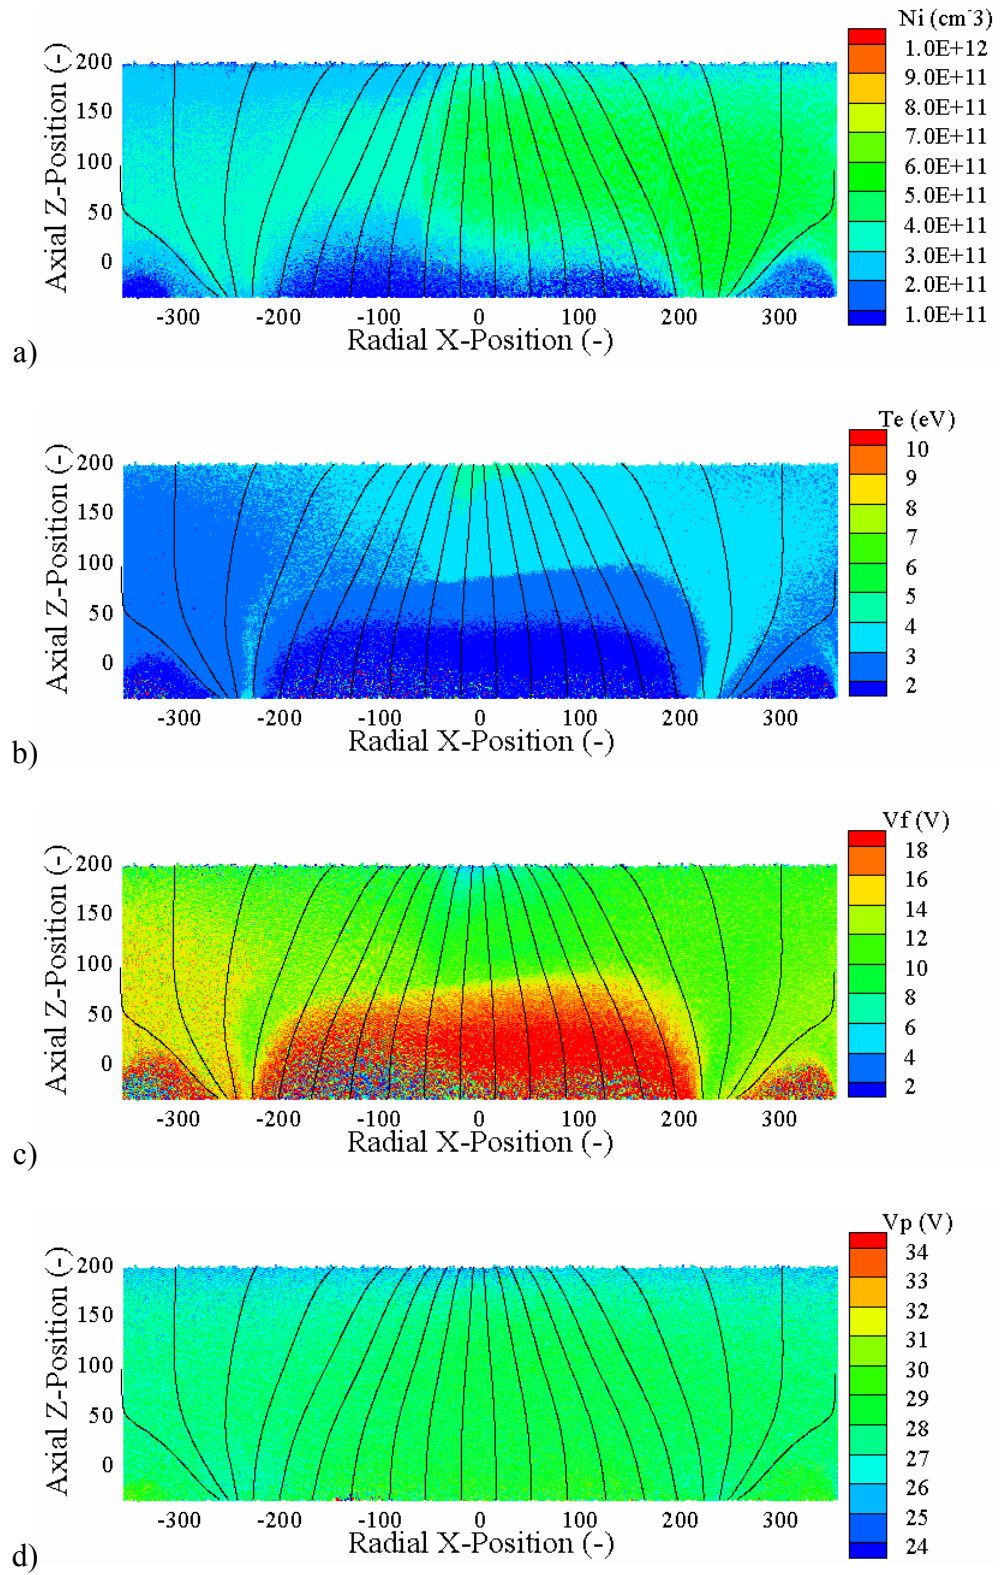 Ni (cm-3)
1.0E+12
9.0E+11
8.0E+11
7.0E+11
6.0E+11
5.0E+11
4.0E+11
3.0E+11
2.0E+11
1.0E+11
Axial Z-Position (-)
200
150
100
50
0
-300 -200 -100 0 100 200 300
Radial X-Position (-)
a)
Te (eV)
10
9
8
7
6
5
4
3
2
Axial Z-Position (-)
200
150
100
50
0
-300 -200 -100 0 100 200 300
Radial X-Position (-)
b)
Vf (V)
18
16
14
12
10
8
6
4
2
Axial Z-Position (-)
200
150
100
50
0
-300 -200 -100 0 100 200 300
Radial X-Position (-)
c)
Vp (V)
34
33
32
31
30
29
28
27
26
25
24
Axial Z-Position (-)
200
150
100
50
0
-300 -200 -100 0 100 200 300
Radial X-Position (-)
d)